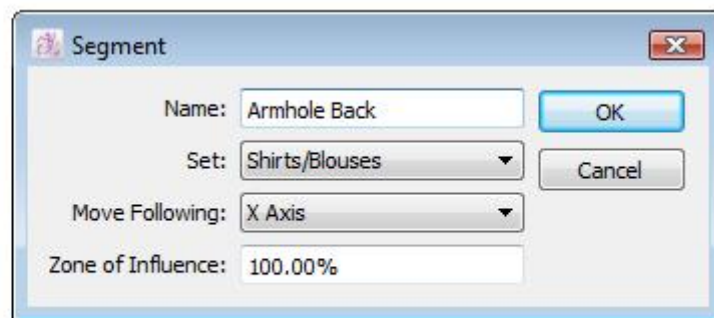 Segment
Name: Armhole Back
OK
Set: Shirts/Blouses
Cancel
Move Following: X Axis
Zone of Influence: 100.00%